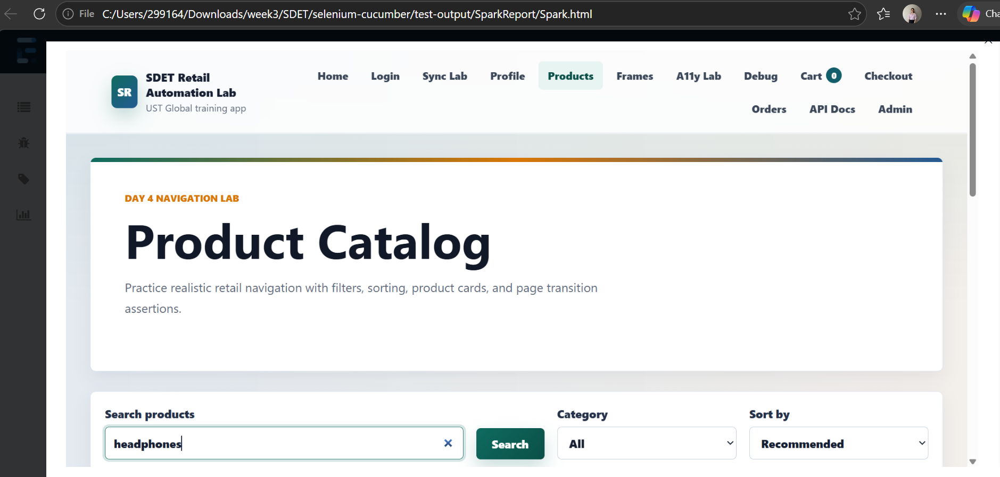 File C:/Users/299164/Downloads/week3/SDET/selenium-cucumber/test-output/SparkReport/Spark.html
SR
SDET Retail
Automation Lab
UST Global training app
Home Login Sync Lab Profile Products Frames A11y Lab Debug Cart 0 Checkout
Orders API Docs Admin
DAY 4 NAVIGATION LAB
Product Catalog
Practice realistic retail navigation with filters, sorting, product cards, and page transition
assertions.
Search products Category Sort by
headphones Search All Recommended